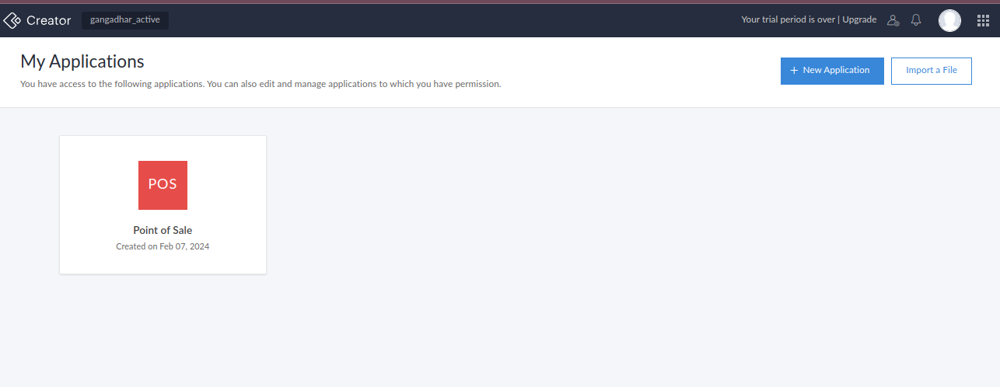 Creator
gangadhar_active
Your trial period is over | Upgrade
My Applications
You have access to the following applications. You can also edit and manage applications to which you have permission.
+ New Application
Import a File
POS
Point of Sale
Created on Feb 07, 2024